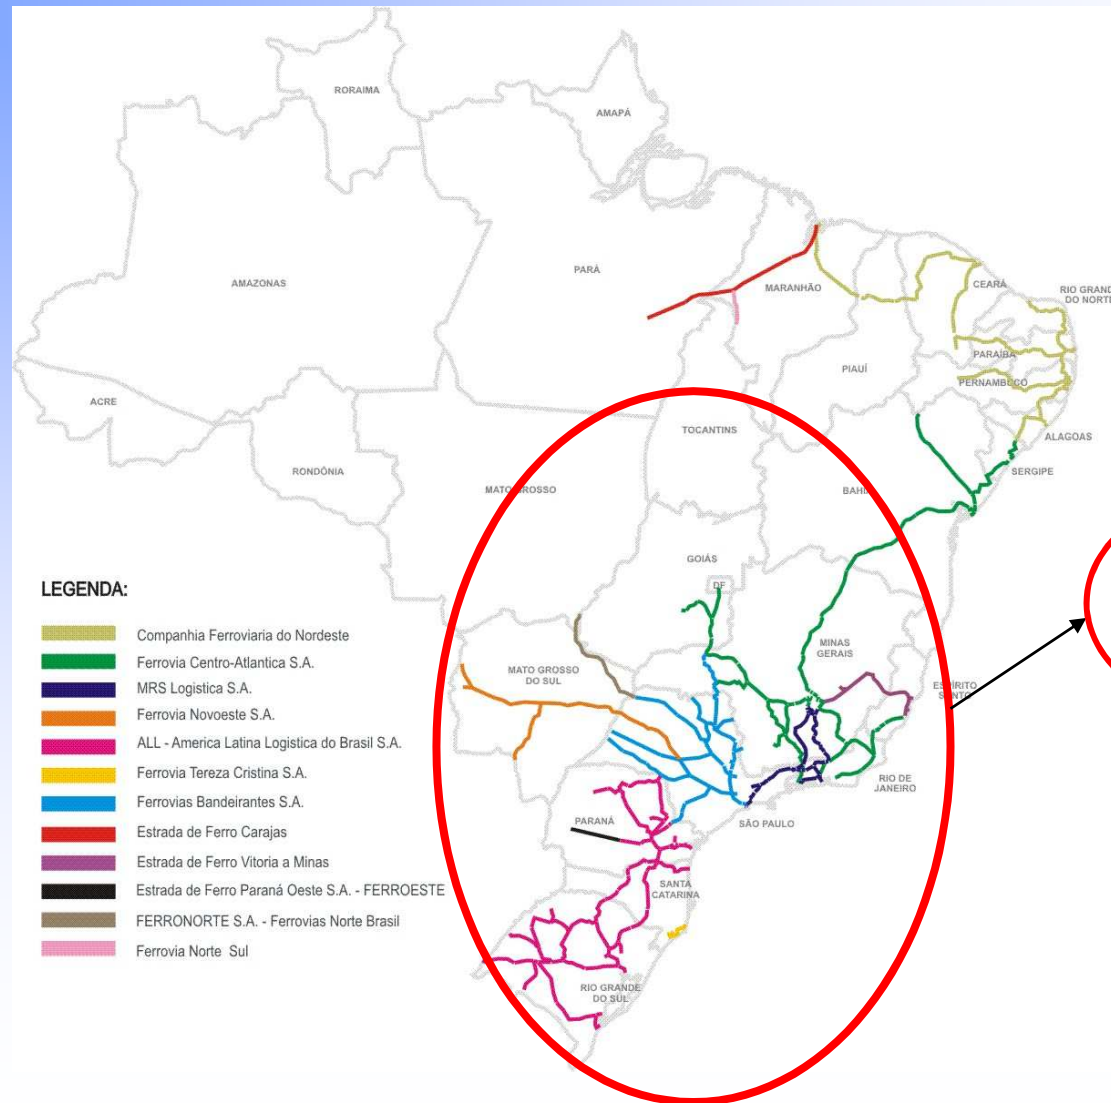 RORAIMA
AMAPÁ
AMAZONAS
PARÁ
MARANHÃO
CEARÁ
RIO GRANDE
DO NORTE
PARAÍBA
PIAUÍ
PERNAMBUCO
ACRE
TOCANTINS
ALAGOAS
RONDÔNIA
SERGIPE
MATO GROSSO
BAHIA
GOIÁS
DF
LEGENDA:
Companhia Ferroviaria do Nordeste
Ferrovia Centro-Atlantica S.A.
MRS Logistica S.A.
Ferrovia Novoeste S.A.
ALL - America Latina Logistica do Brasil S.A.
Ferrovia Tereza Cristina S.A.
Ferrovias Bandeirantes S.A.
Estrada de Ferro Carajas
Estrada de Ferro Vitoria a Minas
Estrada de Ferro Paraná Oeste S.A. - FERROESTE
FERRONORTE S.A. - Ferrovias Norte Brasil
Ferrovia Norte Sul
MINAS
GERAIS
MATO GROSSO
DO SUL
ESPÍRITO
SANTO
RIO DE
JANEIRO
PARANÁ
SÃO PAULO
SANTA
CATARINA
RIO GRANDE
DO SUL